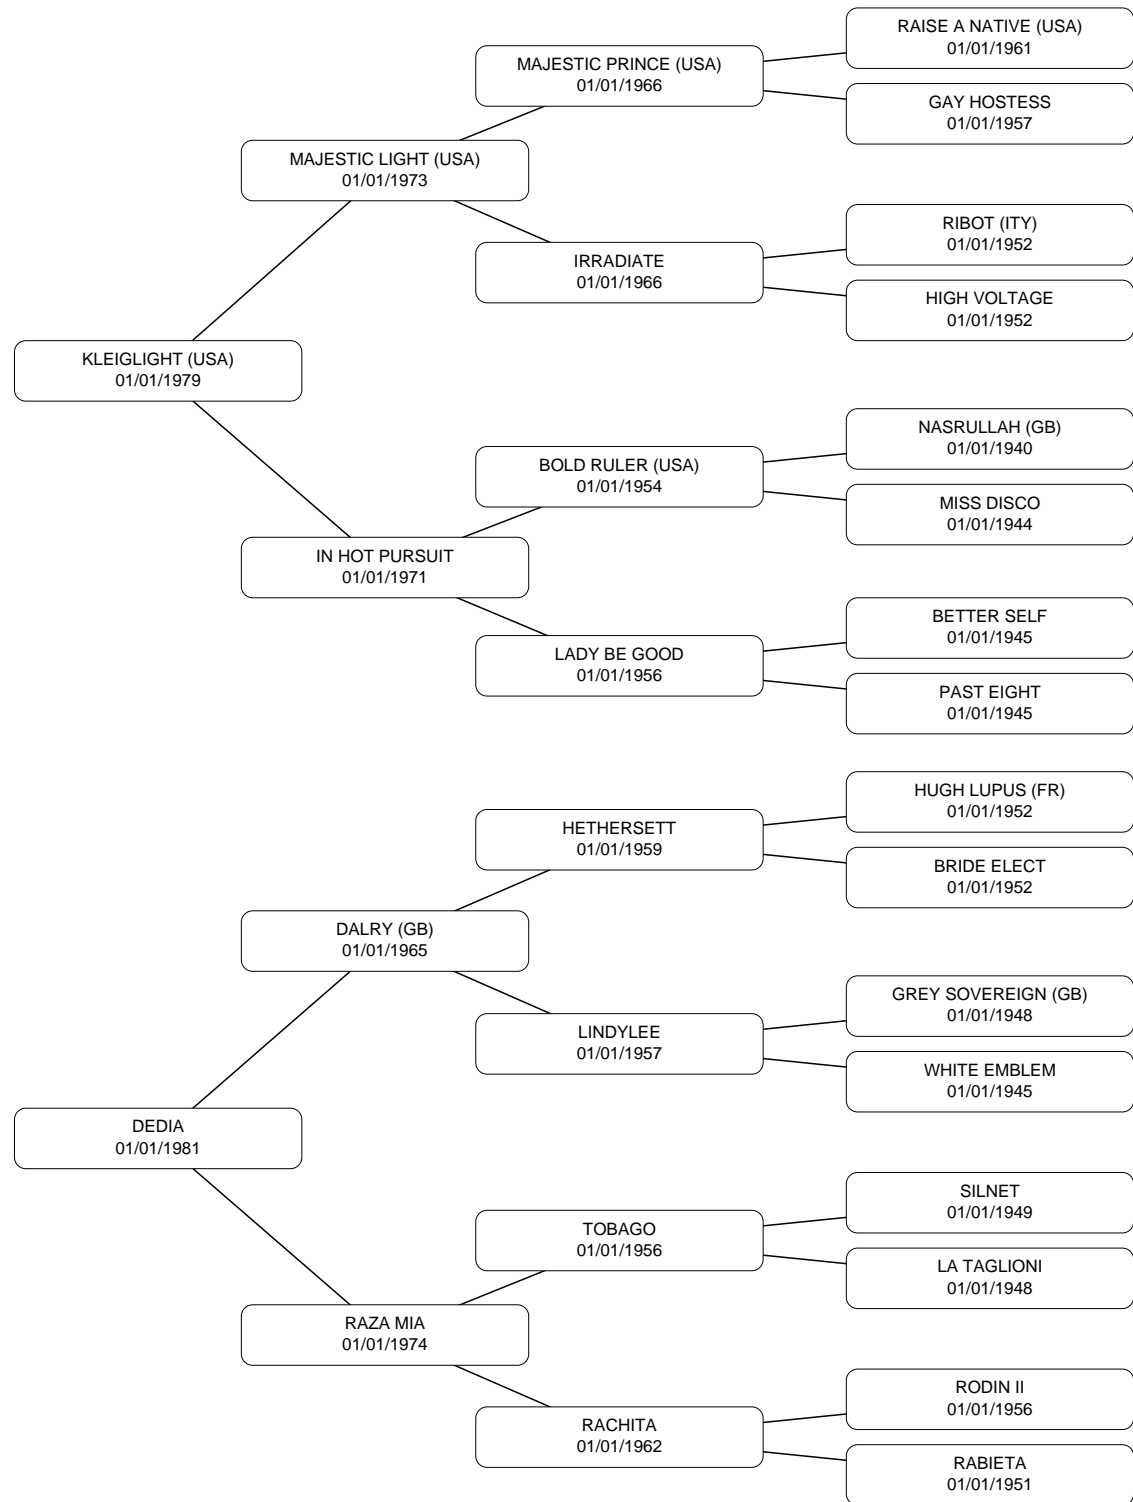 RAISE A NATIVE (USA)
01/01/1961
MAJESTIC PRINCE (USA)
01/01/1966
GAY HOSTESS
01/01/1957
MAJESTIC LIGHT (USA)
01/01/1973
RIBOT (ITY)
01/01/1952
IRRADIATE
01/01/1966
HIGH VOLTAGE
01/01/1952
KLEIGLIGHT (USA)
01/01/1979
NASRULLAH (GB)
01/01/1940
BOLD RULER (USA)
01/01/1954
MISS DISCO
01/01/1944
IN HOT PURSUIT
01/01/1971
BETTER SELF
01/01/1945
LADY BE GOOD
01/01/1956
PAST EIGHT
01/01/1945
HUGH LUPUS (FR)
01/01/1952
HETHERSETT
01/01/1959
BRIDE ELECT
01/01/1952
DALRY (GB)
01/01/1965
GREY SOVEREIGN (GB)
01/01/1948
LINDYLEE
01/01/1957
WHITE EMBLEM
01/01/1945
DEDIA
01/01/1981
SILNET
01/01/1949
TOBAGO
01/01/1956
LA TAGLIONI
01/01/1948
RAZA MIA
01/01/1974
RODIN II
01/01/1956
RACHITA
01/01/1962
RABIETA
01/01/1951